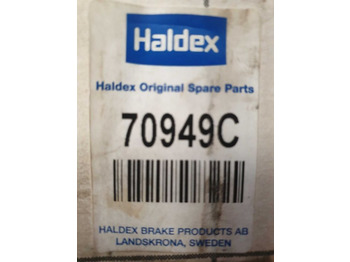 Haldex
Haldex Original Spare Parts
70949C
HALDEX BRAKE PRODUCTS AB
LANDSKRONA, SWEDEN